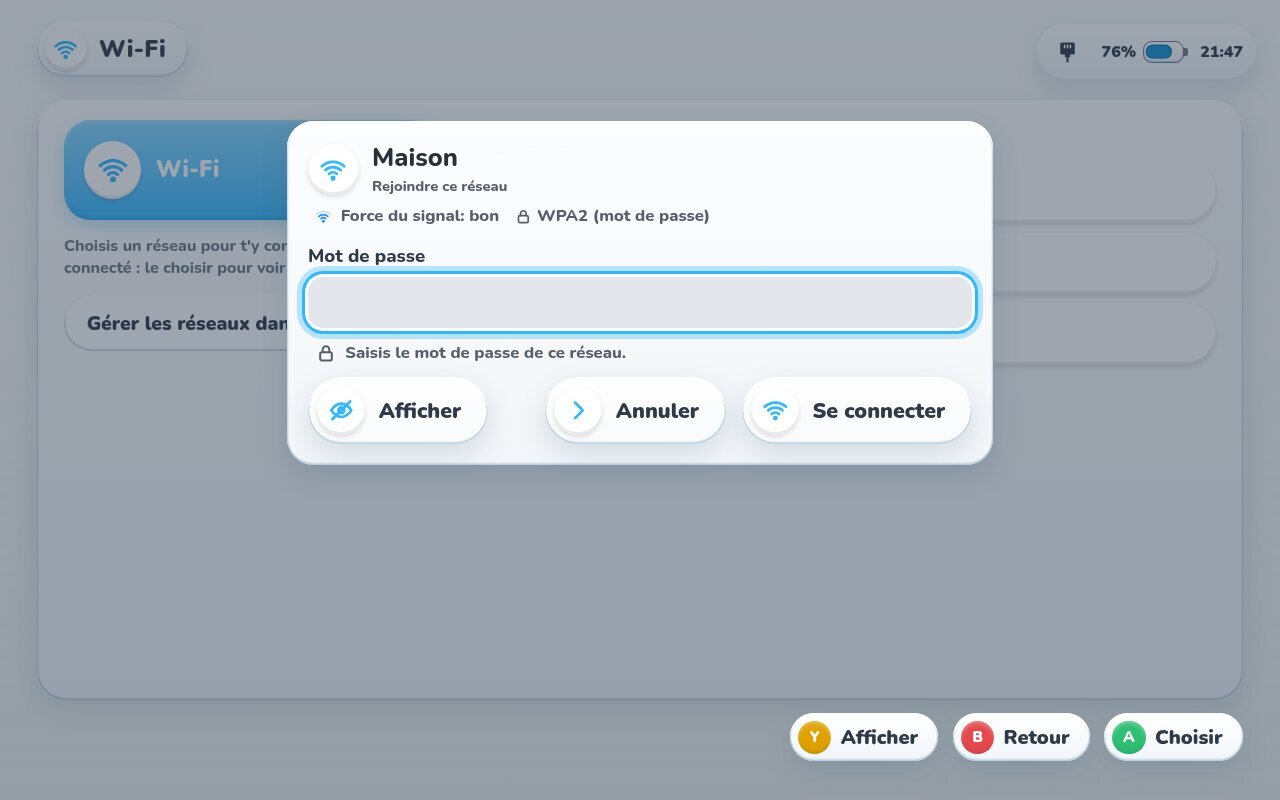 Wi-Fi
76%
21:47
Wi-Fi
Choisis un réseau pour t'y
connecté : le choisir pour voir
Gérer les réseaux
Maison
Rejoindre ce réseau
Force du signal: bon
WPA2 (mot de passe)
Mot de passe
Saisis le mot de passe de ce réseau.
Afficher
Annuler
Se connecter
Y Afficher
B Retour
A Choisir